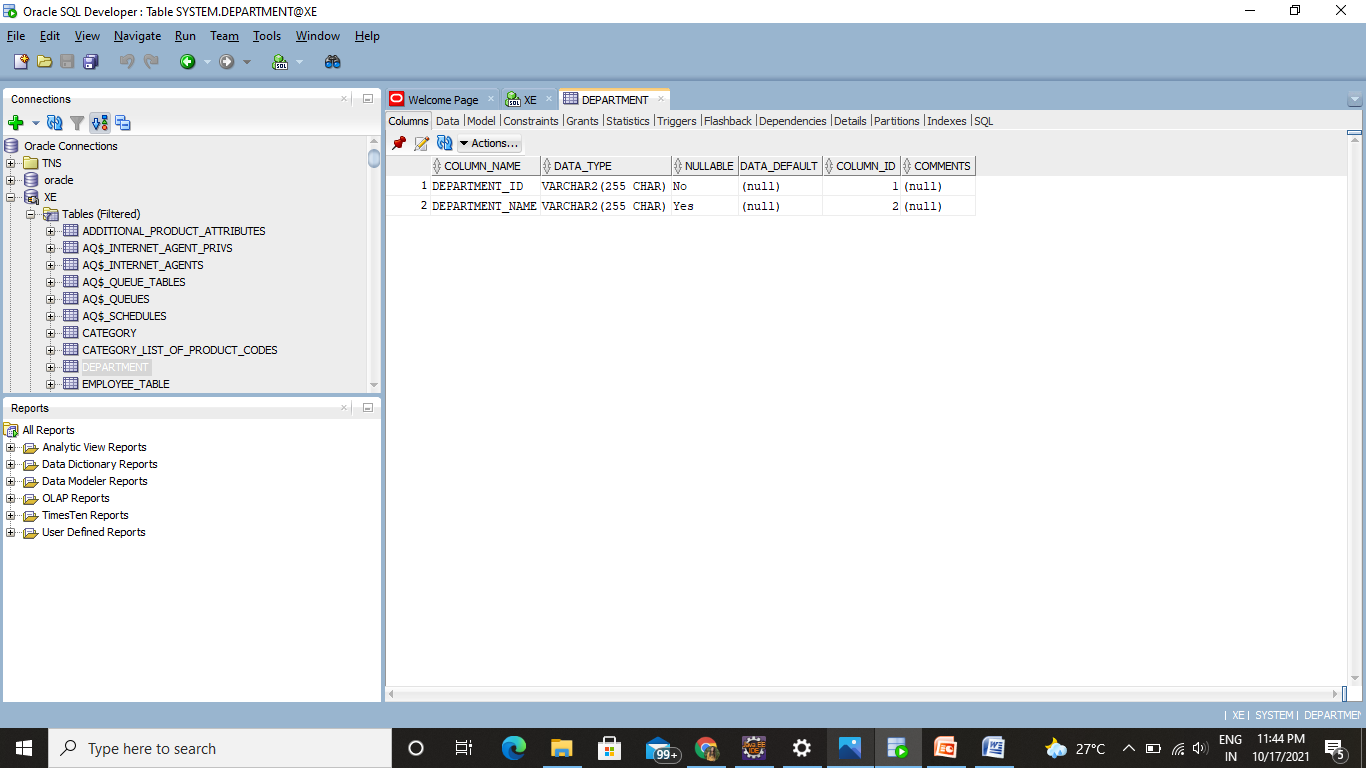 Oracle SQL Developer : Table SYSTEM.DEPARTMENT@XE
File Edit View Navigate Run Team Tools Window Help
Connections
Oracle Connections
TNS
oracle
XE
Tables (Filtered)
ADDITIONAL_PRODUCT_ATTRIBUTES
AQ$_INTERNET_AGENT_PRIVS
AQ$_INTERNET_AGENTS
AQ$_QUEUE_TABLES
AQ$_QUEUES
AQ$_SCHEDULES
CATEGORY
CATEGORY_LIST_OF_PRODUCT_CODES
DEPARTMENT
EMPLOYEE_TABLE
Reports
All Reports
Analytic View Reports
Data Dictionary Reports
Data Modeler Reports
OLAP Reports
TimesTen Reports
User Defined Reports
Welcome Page XE DEPARTMENT
Columns Data Model Constraints Grants Statistics Triggers Flashback Dependencies Details Partitions Indexes SQL
Actions...
COLUMN_NAME DATA_TYPE NULLABLE DATA_DEFAULT COLUMN_ID COMMENTS
1 DEPARTMENT_ID VARCHAR2(255 CHAR) No (null) 1 (null)
2 DEPARTMENT_NAME VARCHAR2(255 CHAR) Yes (null) 2 (null)
XE SYSTEM DEPARTMEN
Type here to search
99+
27°C
ENG
IN
11:44 PM
10/17/2021
5